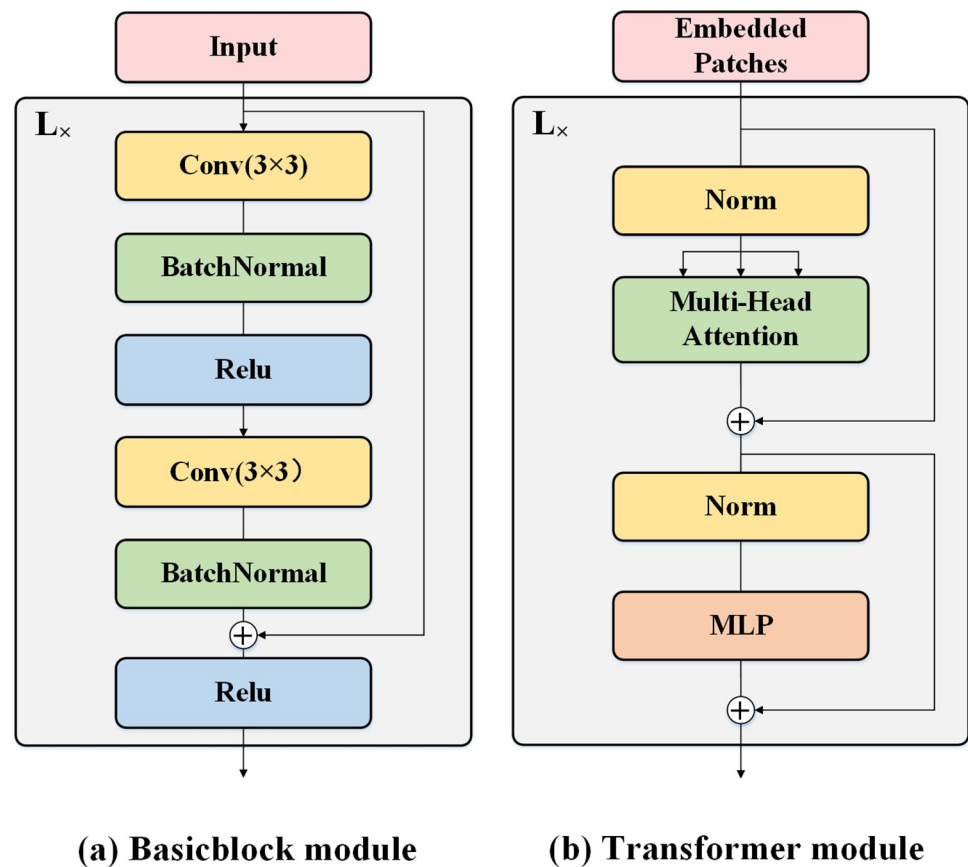 Input
L×
Conv(3×3)
BatchNormal
Relu
Conv(3×3）
BatchNormal
Relu
(a) Basicblock module
Embedded
Patches
L×
Norm
Multi-Head
Attention
Norm
MLP
(b) Transformer module